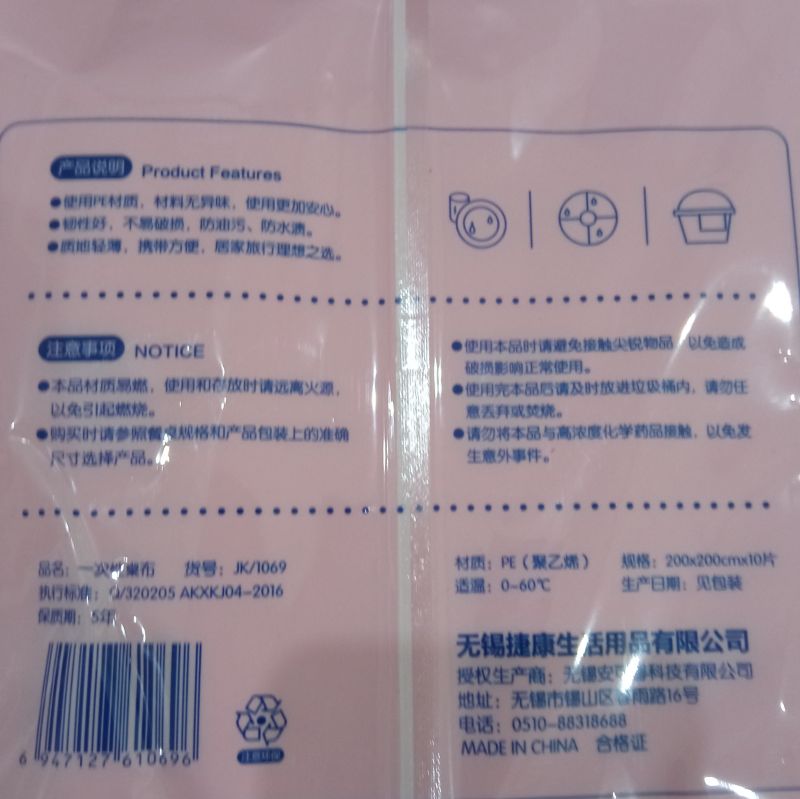 产品说明 Product Features
●使用PE材质，材料无异味，使用更加安心。
●韧性好，不易破损，防油污、防水渍。
●质地轻薄，携带方便，居家旅行理想之选。
注意事项 NOTICE
●本品材质易燃，使用和存放时请远离火源，
以免引起燃烧。
●购买时请参照餐桌规格和产品包装上的准确
尺寸选择产品。
●使用本品时请避免接触尖锐物品，以免造成
破损影响正常使用。
●使用完本品后请及时放进垃圾桶内，请勿任
意丢弃或焚烧。
●请勿将本品与高浓度化学药品接触，以免发
生意外事件。
品名：一次性桌布 货号：JK/1069
执行标准：Q/320205 AKXKJ04-2016
保质期：5年
材质：PE（聚乙烯） 规格：200x200cmx10片
适温：0-60℃ 生产日期：见包装
无锡捷康生活用品有限公司
授权生产商：无锡安科技有限公司
地址：无锡市锡山区春雨路16号
电话：0510-88318688
MADE IN CHINA 合格证
6 947127 610696
注意环保